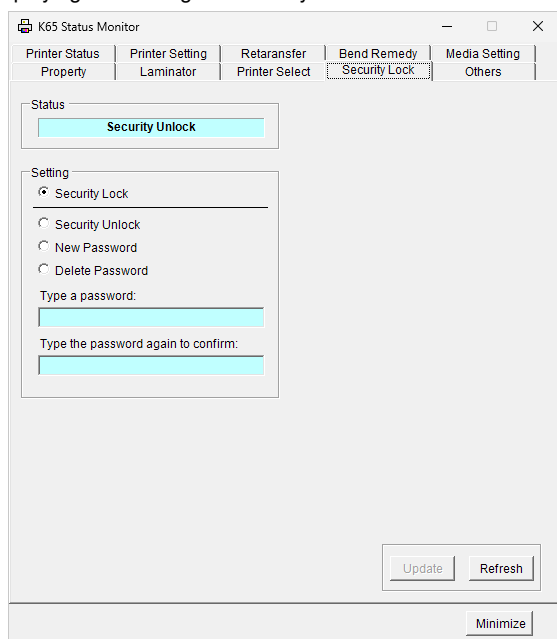 K65 Status Monitor
Printer Status Printer Setting Retaransfer Bend Remedy Media Setting
Property Laminator Printer Select Security Lock Others
Status
Security Unlock
Setting
Security Lock
Security Unlock
New Password
Delete Password
Type a password:
Type the password again to confirm:
Update Refresh
Minimize